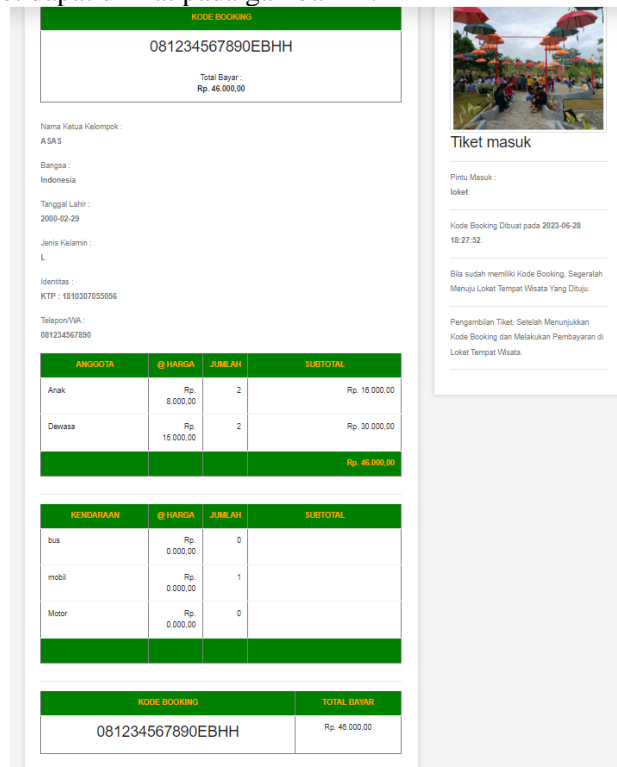 KODE BOOKING
081234567890EBHH
Total Bayar :
Rp. 46.000,00
Nama Ketua Kelompok :
ASAS
Bangsa :
Indonesia
Tanggal Lahir :
2000-02-29
Jenis Kelamin :
L
Identitas :
KTP : 1810307055056
Telepon/WA :
081234567890
ANGGOTA @ HARGA JUMLAH SUBTOTAL
Anak Rp. 8.000,00 2 Rp. 16.000,00
Dewasa Rp. 15.000,00 2 Rp. 30.000,00
Rp. 46.000,00
KENDARAAN @ HARGA JUMLAH SUBTOTAL
bus Rp. 0.000,00 0
mobil Rp. 0.000,00 1
Motor Rp. 0.000,00 0
KODE BOOKING TOTAL BAYAR
081234567890EBHH Rp. 46.000,00
Tiket masuk
Pintu Masuk :
loket
Kode Booking Dibuat pada 2023-06-28
18:27:52.
Bila sudah memiliki Kode Booking, Segeralah
Menuju Loket Tempat Wisata Yang Dituju.
Pengambilan Tiket, Setelah Menunjukkan
Kode Booking dan Melakukan Pembayaran di
Loket Tempat Wisata.